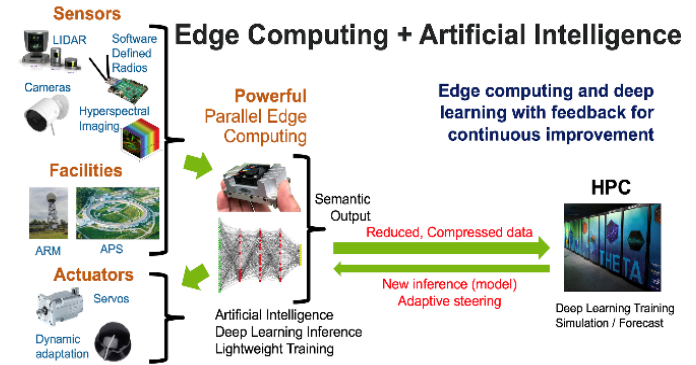 Sensors
LIDAR
Software
Defined
Radios
Cameras
Hyperspectral
Imaging
Facilities
ARM
APS
Actuators
Servos
Dynamic
adaptation
Edge Computing + Artificial Intelligence
Powerful
Parallel Edge
Computing
Semantic
Output
Artificial Intelligence
Deep Learning Inference
Lightweight Training
Edge computing and deep
learning with feedback for
continuous improvement
Reduced, Compressed data
New inference (model)
Adaptive steering
HPC
THETA
Deep Learning Training
Simulation / Forecast